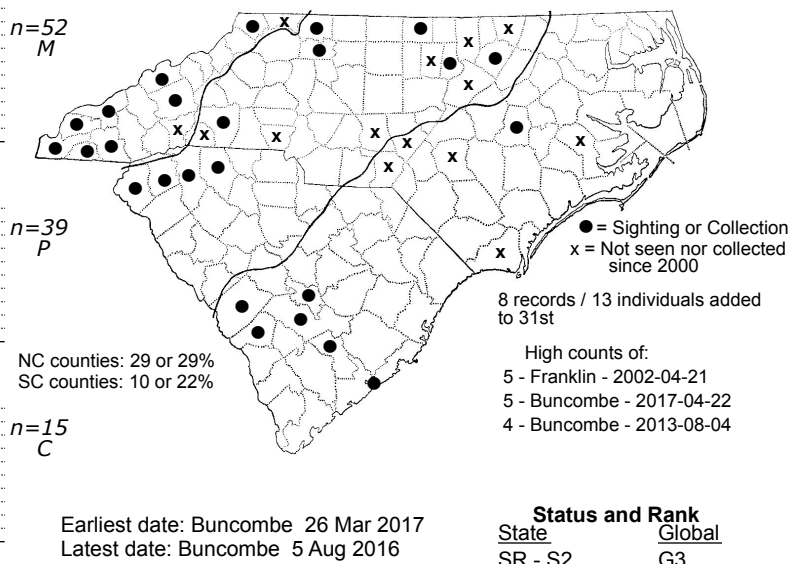 n=52
M
n=39
P
● = Sighting or Collection
x = Not seen nor collected
since 2000
8 records / 13 individuals added
to 31st
NC counties: 29 or 29%
SC counties: 10 or 22%
High counts of:
5 - Franklin - 2002-04-21
5 - Buncombe - 2017-04-22
4 - Buncombe - 2013-08-04
n=15
C
Earliest date: Buncombe 26 Mar 2017
Latest date: Buncombe 5 Aug 2016
Status and Rank
State Global
SR - S2 G3